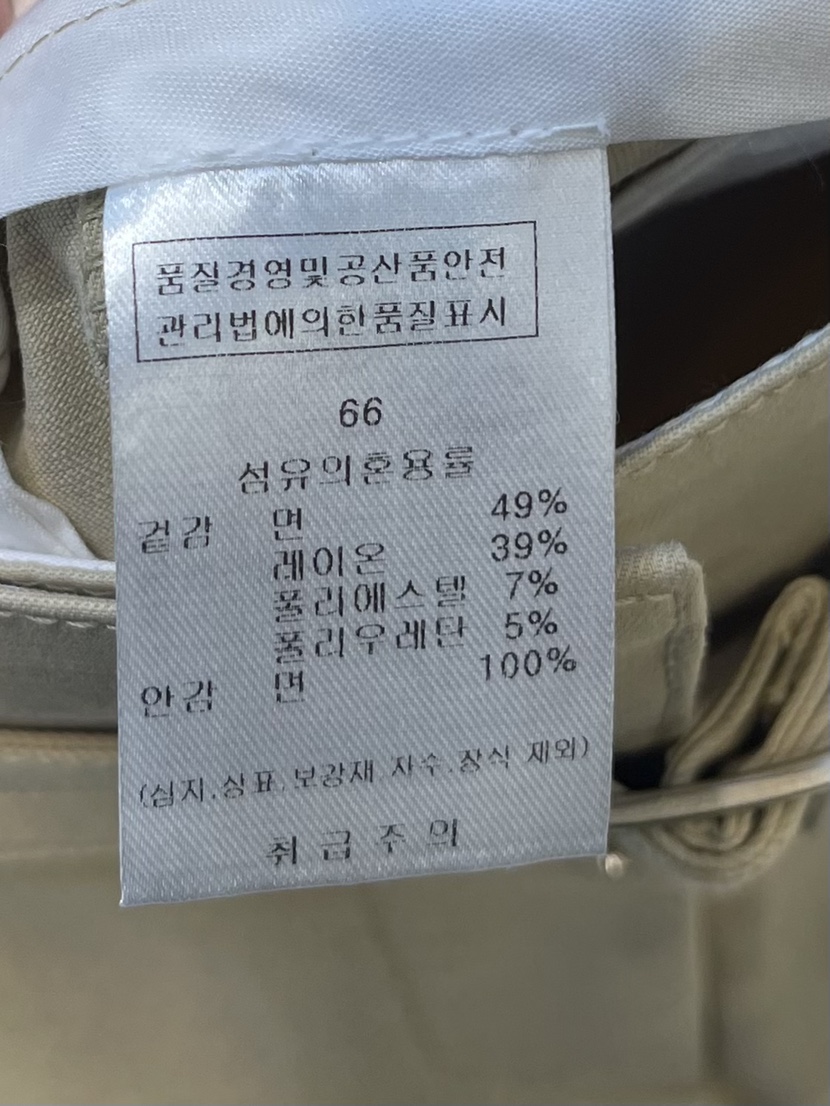 품질경영및공산품안전
관리법에의한품질표시
66
섬유의혼용률
겉감 면 49%
레이온 39%
폴리에스텔 7%
폴리우레탄 5%
안감 면 100%
(심지.상표.보강재.자수.장식 제외)
취급주의